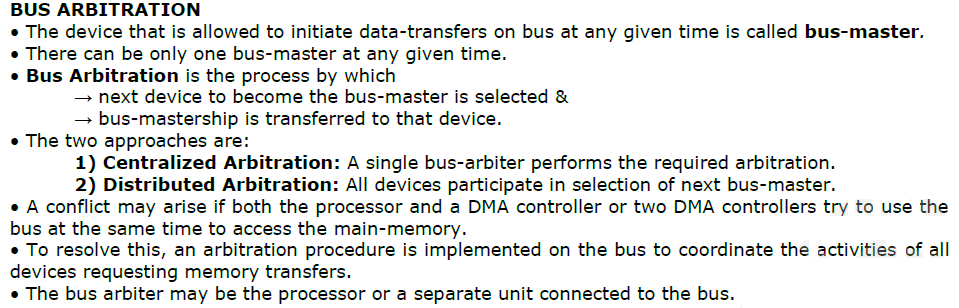 BUS ARBITRATION
• The device that is allowed to initiate data-transfers on bus at any given time is called bus-master.
• There can be only one bus-master at any given time.
• Bus Arbitration is the process by which
→ next device to become the bus-master is selected &
→ bus-mastership is transferred to that device.
• The two approaches are:
1) Centralized Arbitration: A single bus-arbiter performs the required arbitration.
2) Distributed Arbitration: All devices participate in selection of next bus-master.
• A conflict may arise if both the processor and a DMA controller or two DMA controllers try to use the
bus at the same time to access the main-memory.
• To resolve this, an arbitration procedure is implemented on the bus to coordinate the activities of all
devices requesting memory transfers.
• The bus arbiter may be the processor or a separate unit connected to the bus.